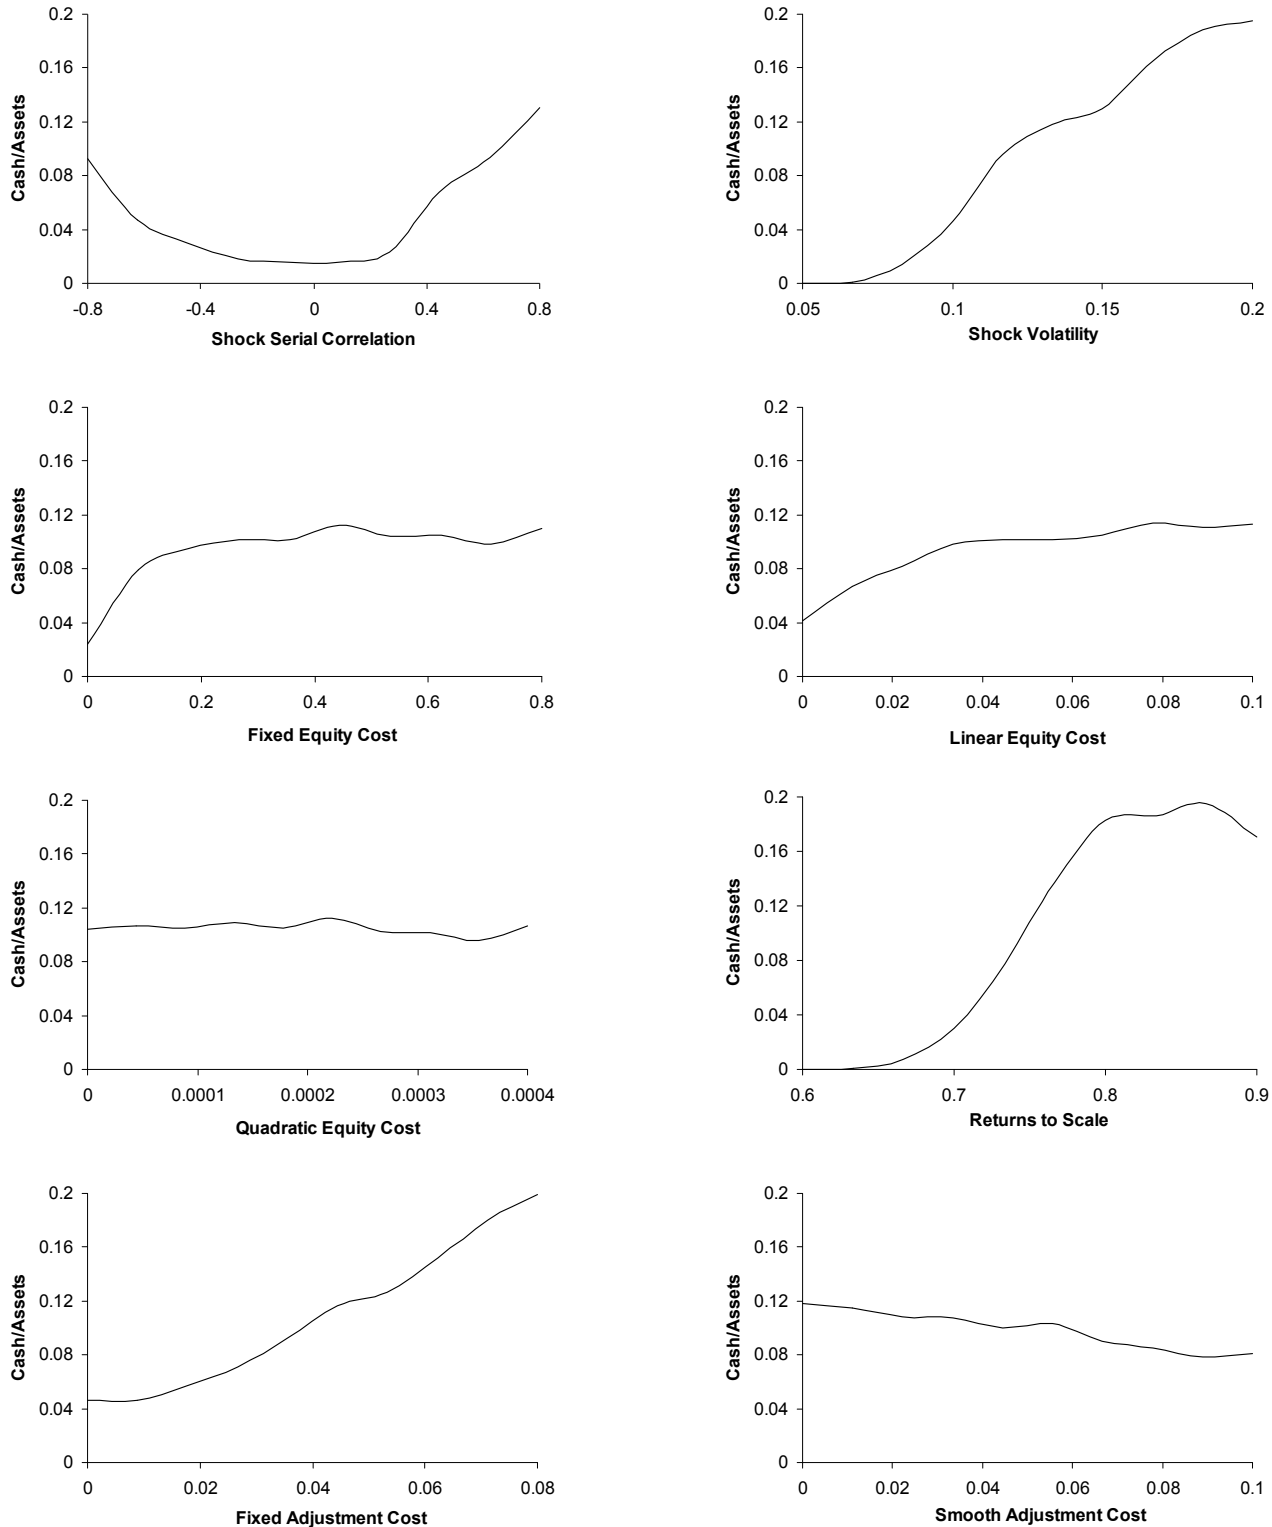 0.2
0.16
0.12
0.08
0.04
0
Cash/Assets
-0.8 -0.4 0 0.4 0.8
Shock Serial Correlation
0.2
0.16
0.12
0.08
0.04
0
Cash/Assets
0.05 0.1 0.15 0.2
Shock Volatility
0.2
0.16
0.12
0.08
0.04
0
Cash/Assets
0 0.2 0.4 0.6 0.8
Fixed Equity Cost
0.2
0.16
0.12
0.08
0.04
0
Cash/Assets
0 0.02 0.04 0.06 0.08 0.1
Linear Equity Cost
0.2
0.16
0.12
0.08
0.04
0
Cash/Assets
0 0.0001 0.0002 0.0003 0.0004
Quadratic Equity Cost
0.2
0.16
0.12
0.08
0.04
0
Cash/Assets
0.6 0.7 0.8 0.9
Returns to Scale
0.2
0.16
0.12
0.08
0.04
0
Cash/Assets
0 0.02 0.04 0.06 0.08
Fixed Adjustment Cost
0.2
0.16
0.12
0.08
0.04
0
Cash/Assets
0 0.02 0.04 0.06 0.08 0.1
Smooth Adjustment Cost